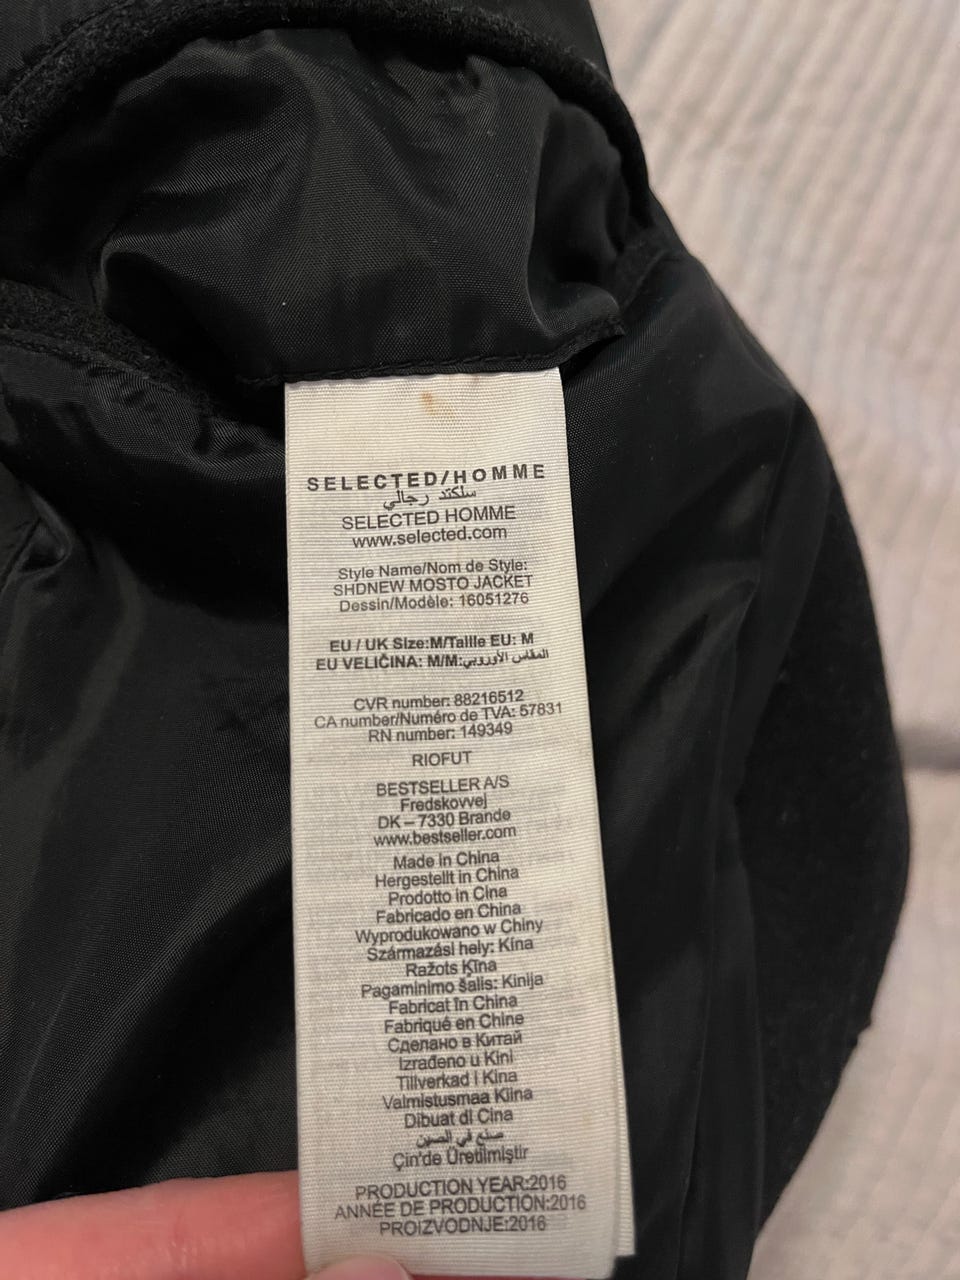 SELECTED/HOMME
سلكتد رجالي
SELECTED HOMME
www.selected.com
Style Name/Nom de Style:
SHDNEW MOSTO JACKET
Dessin/Modèle: 16051276
EU / UK Size:M/Taille EU: M
EU VELIČINA: M/M:المقاس الأوروبي
CVR number: 88216512
CA number/Numéro de TVA: 57831
RN number: 149349
RIOFUT
BESTSELLER A/S
Fredskovvej
DK – 7330 Brande
www.bestseller.com
Made in China
Hergestellt in China
Prodotto in Cina
Fabricado en China
Wyprodukowano w Chiny
Származási hely: Kína
Ražots Ķīna
Pagaminimo šalis: Kinija
Fabricat în China
Fabriqué en Chine
Сделано в Китай
Izrađeno u Kini
Tillverkad i Kina
Valmistusmaa Kiina
Dibuat di Cina
صنع في الصين
Çin'de Üretilmiştir
PRODUCTION YEAR:2016
ANNÉE DE PRODUCTION:2016
PROIZVODNJE:2016